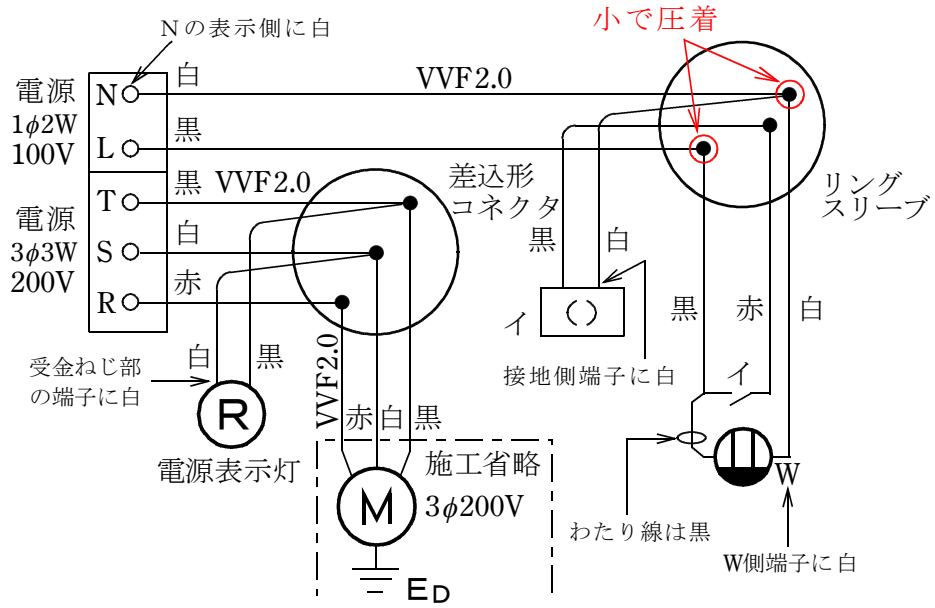 Nの表示側に白
小で圧着
電源
1φ2W
100V
N
白
VVF2.0
L
黒
T
黒
VVF2.0
差込形
コネクタ
リング
スリーブ
電源
3φ3W
200V
S
白
R
赤
黒
白
イ
黒
赤
白
受金ねじ部
の端子に白
白
黒
VVF2.0
接地側端子に白
イ
R
赤
白
黒
電源表示灯
施工省略
3φ200V
M
W
わたり線は黒
W側端子に白
ED